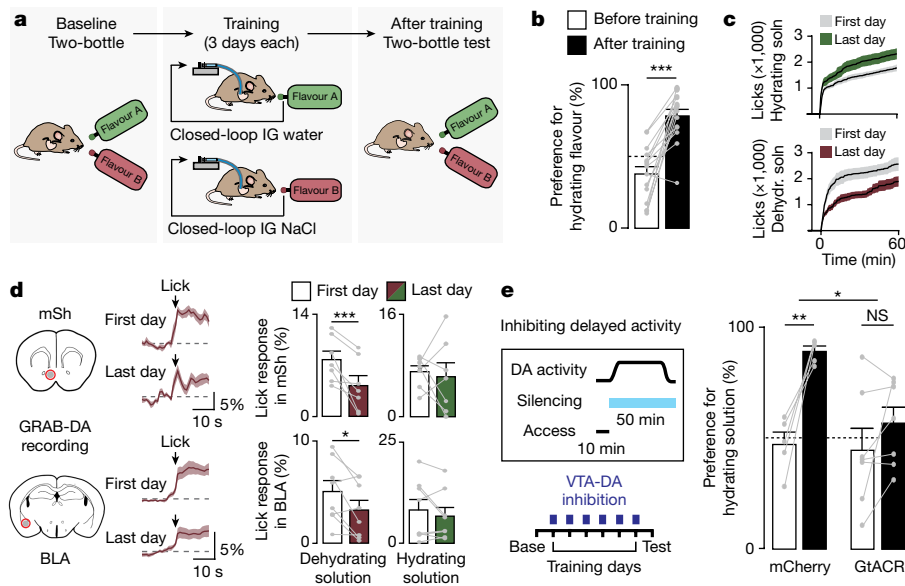 a
Baseline
Two-bottle
Training
(3 days each)
After training
Two-bottle test
Flavour A
Flavour B
Flavour A
Closed-loop IG water
Flavour B
Closed-loop IG NaCl
Flavour A
Flavour B
b
Before training
After training
Preference for
hydrating flavour (%)
100
50
0
***
c
First day
Last day
Licks (×1,000)
Hydrating soln
3
2
1
First day
Last day
Licks (×1,000)
Dehydr. soln
3
2
1
0
60
Time (min)
d
mSh
GRAB-DA
recording
BLA
Lick
First day
Last day
5%
10 s
Lick
First day
Last day
5%
10 s
First day
Last day
Lick response
in mSh (%)
14
0
***
14
0
Lick response
in BLA (%)
10
0
*
25
0
Dehydrating
solution
Hydrating
solution
e
Inhibiting delayed activity
DA activity
Silencing
50 min
Access
10 min
VTA-DA
inhibition
Base
Test
Training days
Preference for
hydrating solution (%)
100
50
0
*
**
NS
mCherry
GtACR